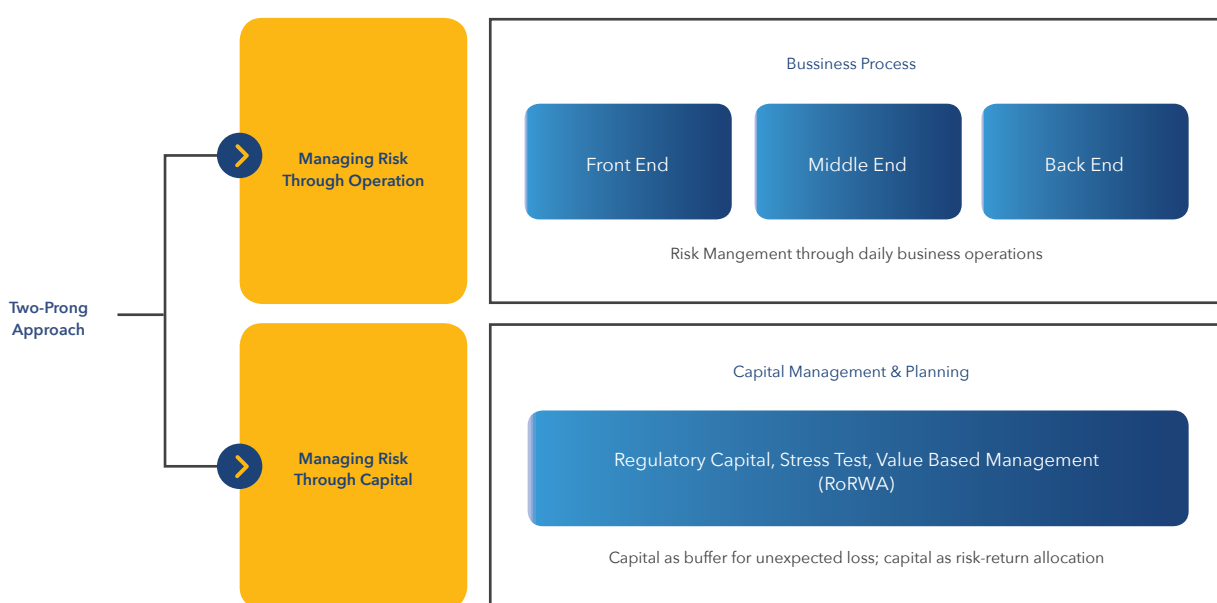 Two-Prong
Approach
Managing Risk
Through Operation
Bussiness Process
Front End
Middle End
Back End
Risk Mangement through daily business operations
Managing Risk
Through Capital
Capital Management & Planning
Regulatory Capital, Stress Test, Value Based Management
(RoRWA)
Capital as buffer for unexpected loss; capital as risk-return allocation